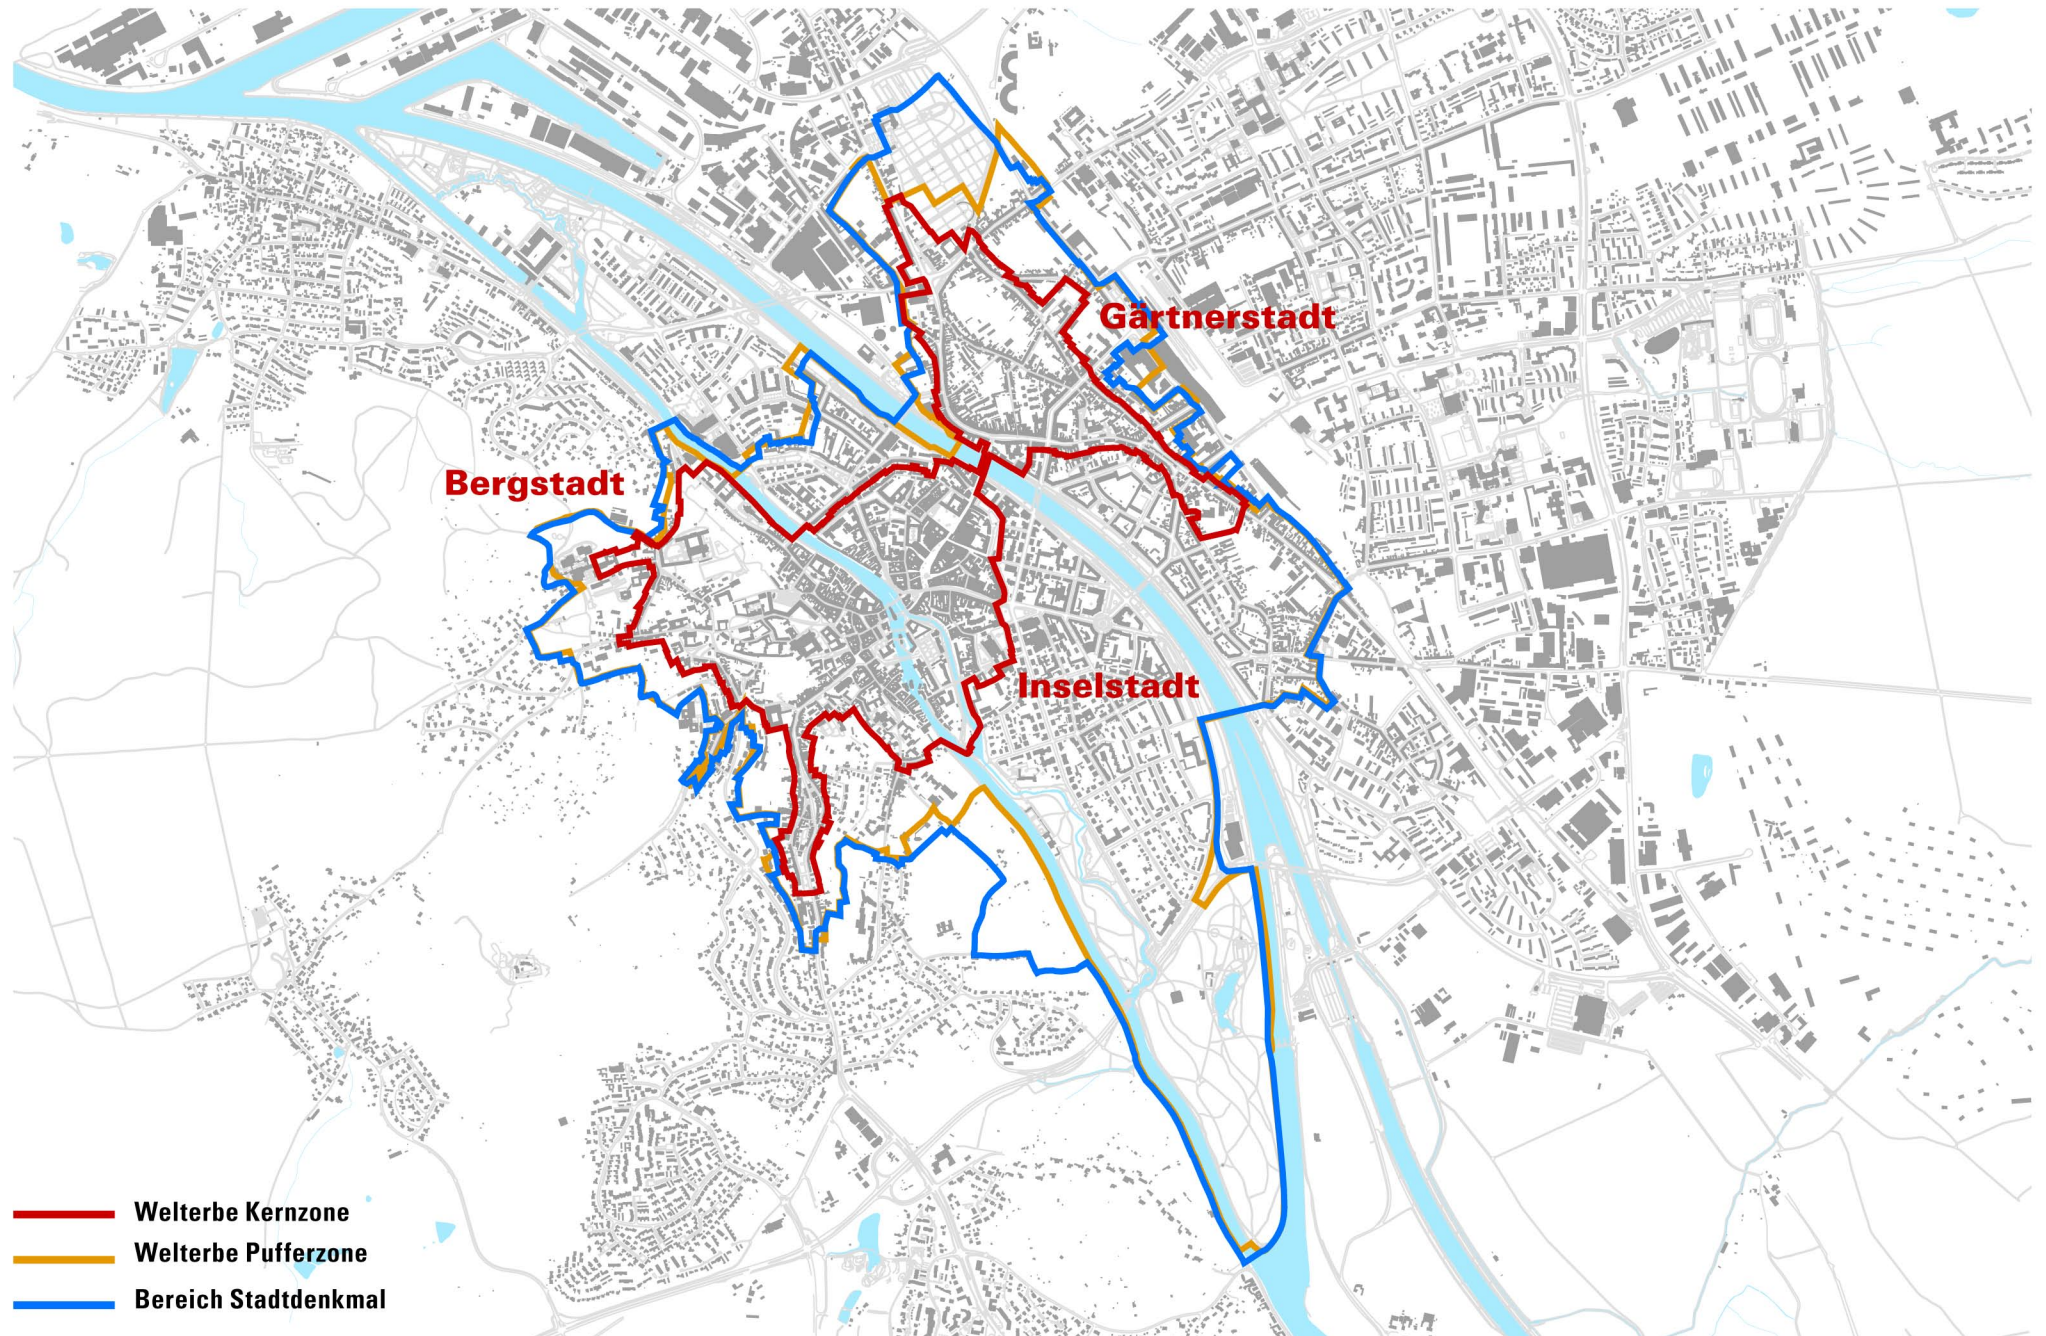 Gärtnerstadt
Bergstadt
Inselstadt
Welterbe Kernzone
Welterbe Pufferzone
Bereich Stadtdenkmal